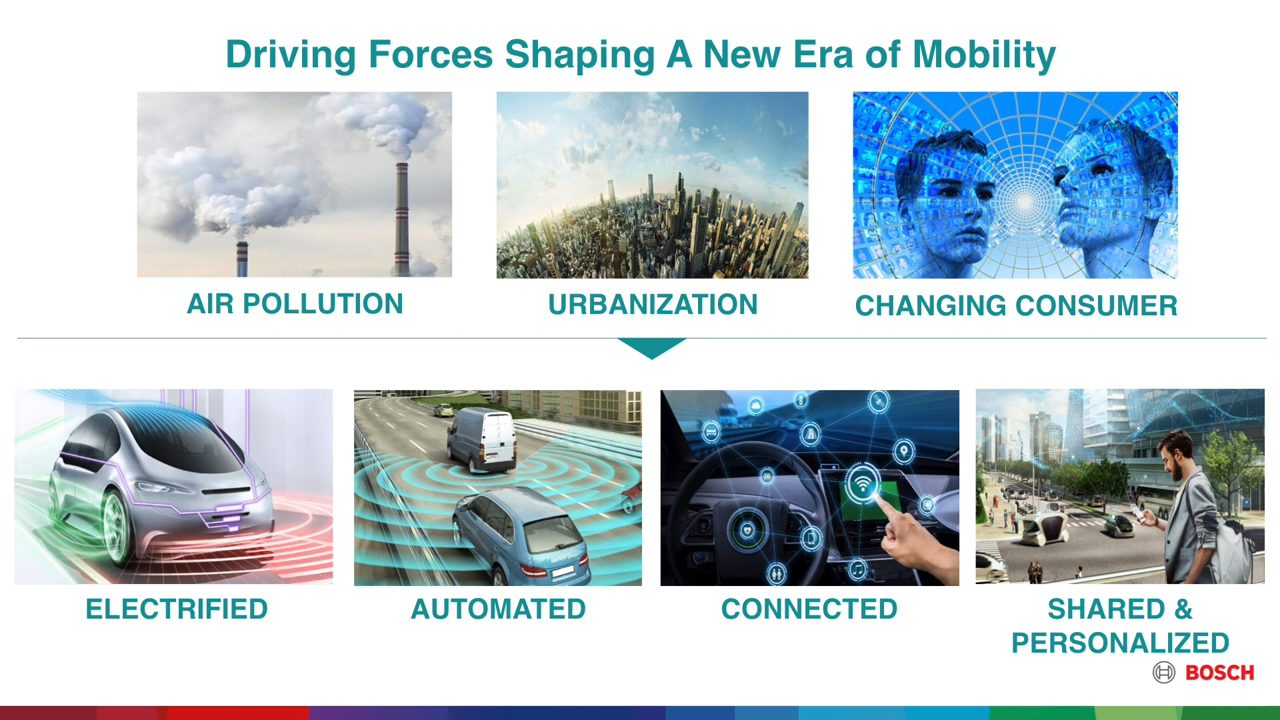 Driving Forces Shaping A New Era of Mobility
AIR POLLUTION
URBANIZATION
CHANGING CONSUMER
ELECTRIFIED
AUTOMATED
CONNECTED
SHARED &
PERSONALIZED
BOSCH